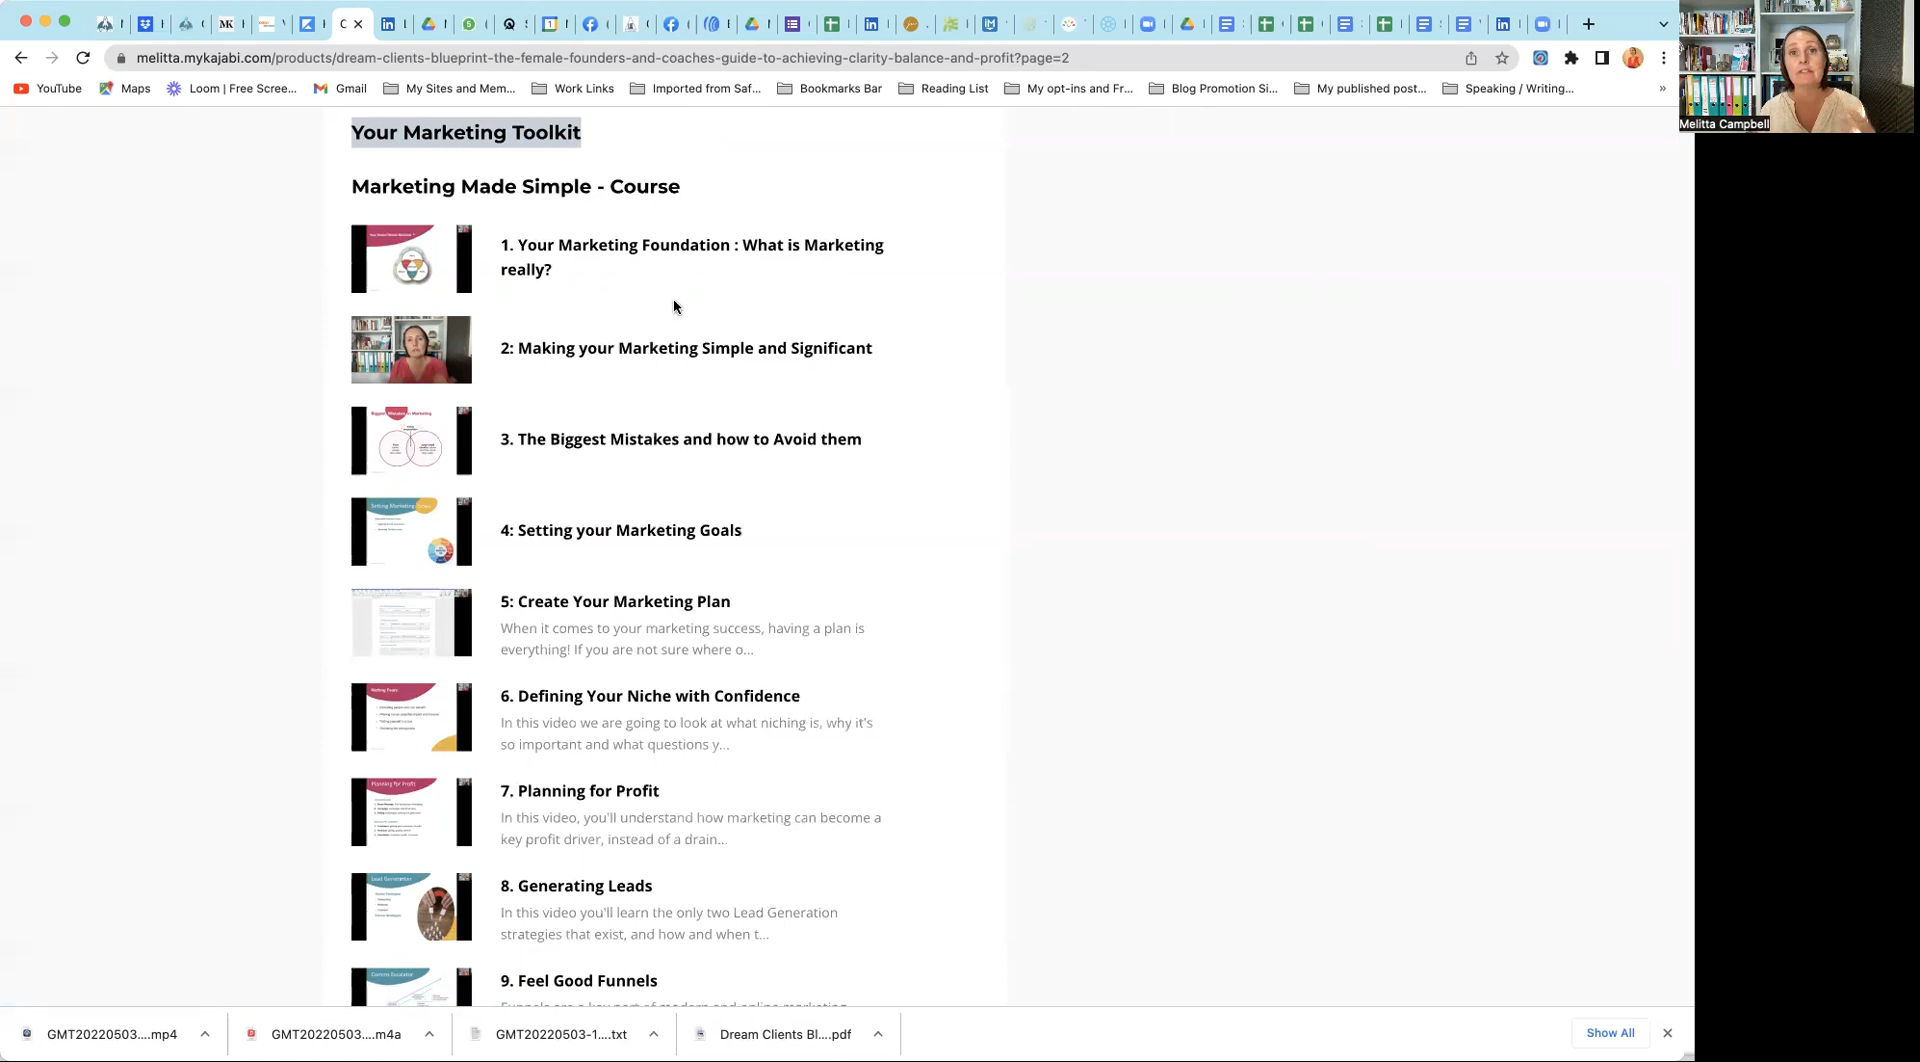 melitta.mykajabi.com/products/dream-clients-blueprint-the-female-founders-and-coaches-guide-to-achieving-clarity-balance-and-profit?page=2
YouTube
Maps
Loom | Free Scree...
Gmail
My Sites and Mem...
Work Links
Imported from Saf...
Bookmarks Bar
Reading List
My opt-ins and Fr...
Blog Promotion Si...
My published post...
Speaking / Writing...
»
Melitta Campbell
Your Marketing Toolkit
Marketing Made Simple - Course
1. Your Marketing Foundation : What is Marketing
really?
2: Making your Marketing Simple and Significant
Biggest Mistakes in Marketing
3. The Biggest Mistakes and how to Avoid them
4: Setting your Marketing Goals
5: Create Your Marketing Plan
When it comes to your marketing success, having a plan is
everything! If you are not sure where o...
6. Defining Your Niche with Confidence
In this video we are going to look at what niching is, why it's
so important and what questions y...
Planning for Profit
7. Planning for Profit
In this video, you'll understand how marketing can become a
key profit driver, instead of a drain...
Lead Generation
8. Generating Leads
In this video you'll learn the only two Lead Generation
strategies that exist, and how and when t...
9. Feel Good Funnels
GMT20220503....mp4
GMT20220503....m4a
GMT20220503-1....txt
Dream Clients Bl....pdf
Show All